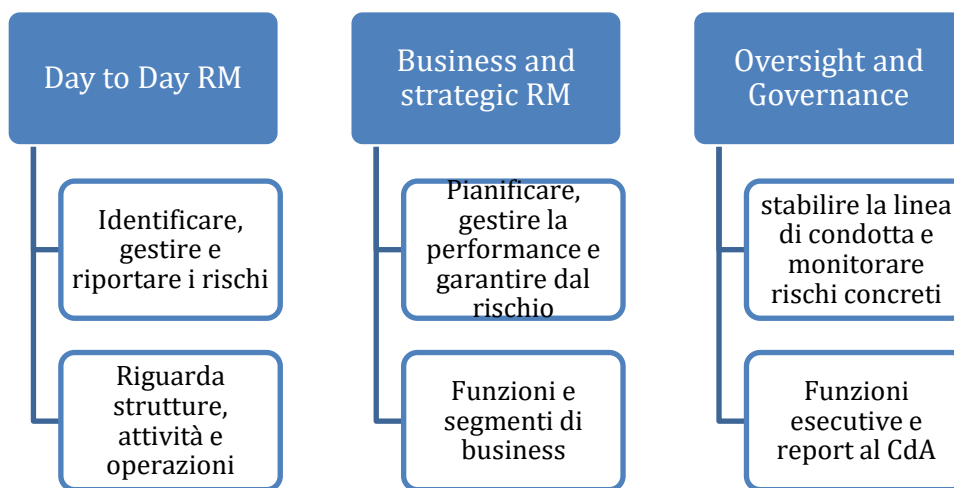 Day to Day RM
Identificare,
gestire e
riportare i rischi
Riguarda
strutture,
attività e
operazioni
Business and
strategic RM
Pianificare,
gestire la
performance e
garantire dal
rischio
Funzioni e
segmenti di
business
Oversight and
Governance
stabilire la linea
di condotta e
monitorare
rischi concreti
Funzioni
esecutive e
report al CdA